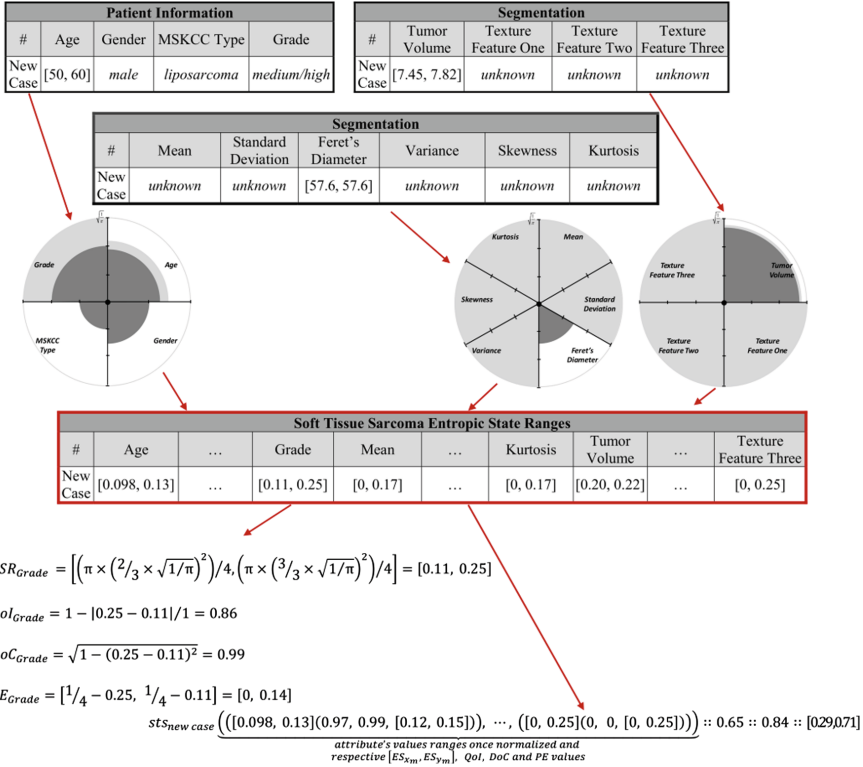 Patient Information
# Age Gender MSKCC Type Grade
New Case [50, 60] male liposarcoma medium/high
Segmentation
# Tumor Volume Texture Feature One Texture Feature Two Texture Feature Three
New Case [7.45, 7.82] unknown unknown unknown
Segmentation
# Mean Standard Deviation Feret's Diameter Variance Skewness Kurtosis
New Case unknown unknown [57.6, 57.6] unknown unknown unknown
Grade Age
MSKCC Type Gender
Kurtosis Mean
Skewness Standard Deviation
Variance Feret's Diameter
Texture Feature Three Tumor Volume
Texture Feature Two Texture Feature One
Soft Tissue Sarcoma Entropic State Ranges
# Age … Grade Mean … Kurtosis Tumor Volume … Texture Feature Three
New Case [0.098, 0.13] … [0.11, 0.25] [0, 0.17] … [0, 0.17] [0.20, 0.22] … [0, 0.25]
SR_Grade = [(π × (2/3 × √1/π)²)/4, (π × (3/3 × √1/π)²)/4] = [0.11, 0.25]
oI_Grade = 1 − |0.25 − 0.11|/1 = 0.86
oC_Grade = √1 − (0.25 − 0.11)² = 0.99
E_Grade = [1/4 − 0.25, 1/4 − 0.11] = [0, 0.14]
sts_new case (([0.098, 0.13](0.97, 0.99, [0.12, 0.15])), ⋯, ([0, 0.25](0, 0, [0, 0.25]))) ∷ 0.65 ∷ 0.84 ∷ [0.29,0.71]
attribute's values ranges once normalized and
respective [ES_xm, ES_ym], QoI, DoC and PE values